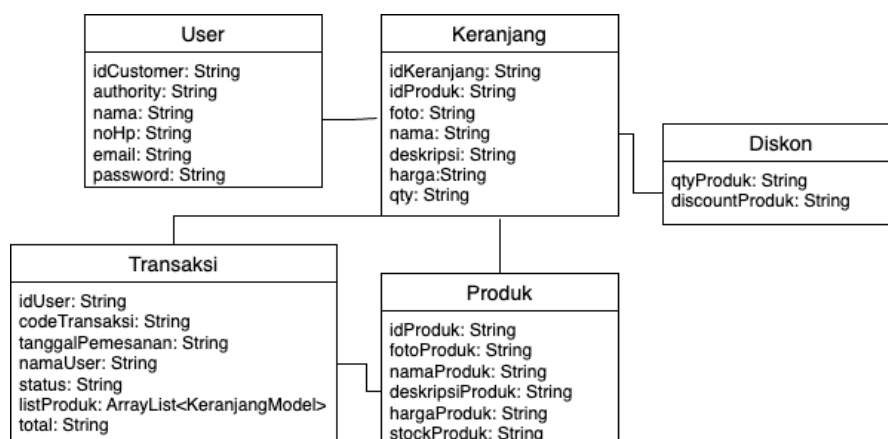 User
idCustomer: String
authority: String
nama: String
noHp: String
email: String
password: String
Keranjang
idKeranjang: String
idProduk: String
foto: String
nama: String
deskripsi: String
harga:String
qty: String
Diskon
qtyProduk: String
discountProduk: String
Transaksi
idUser: String
codeTransaksi: String
tanggalPemesanan: String
namaUser: String
status: String
listProduk: ArrayList<KeranjangModel>
total: String
Produk
idProduk: String
fotoProduk: String
namaProduk: String
deskripsiProduk: String
hargaProduk: String
stockProduk: String